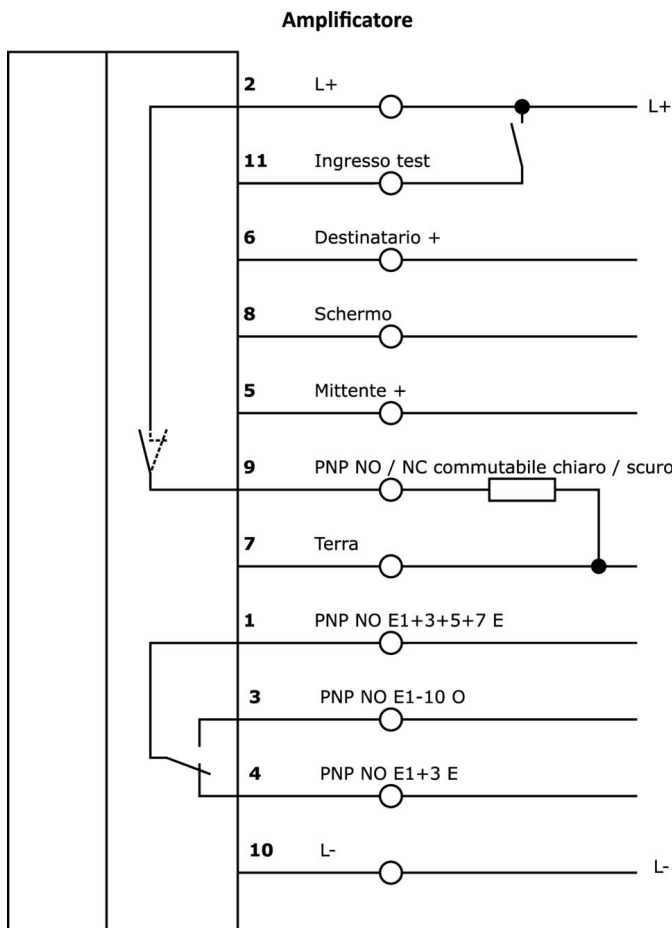 Amplificatore
2 L+
L+
11 Ingresso test
6 Destinatario +
8 Schermo
5 Mittente +
9 PNP NO / NC commutabile chiaro / scuro
7 Terra
1 PNP NO E1+3+5+7 E
3 PNP NO E1-10 O
4 PNP NO E1+3 E
10 L-
L-